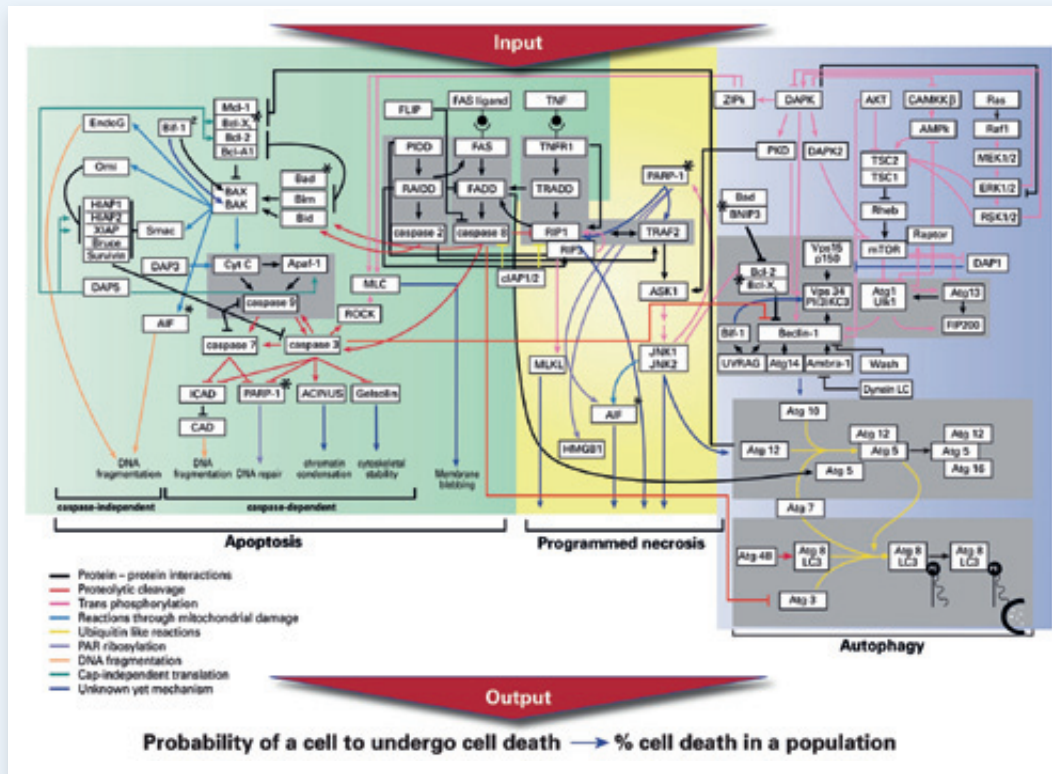 Input
Mcl-1
Bcl-X
Bcl-2
Bcl-A1
EndoG
Bif-1
Omi
BAX
BAK
Bad
Bim
Bid
HIAP1
HIAP2
XIAP
Bruce
Survivin
Smac
DAP3
DAP5
Cyt C
Apaf-1
caspase 9
AIF
caspase 7
caspase 3
ICAD
PARP-1
ACINUS
Gelsolin
CAD
DNA
fragmentation
DNA
fragmentation
DNA repair
chromatin
condensation
cytoskeletal
stability
Membrane
blebbing
caspase-independent
caspase-dependent
Apoptosis
FLIP
FAS ligand
TNF
PIDD
FAS
TNFR1
RAIDD
FADD
TRADD
caspase 2
caspase 8
RIP1
RIP3
TRAF2
cIAP1/2
MLC
ROCK
PARP-1
ASK1
MLKL
JNK1
JNK2
AIF
HMGB1
Programmed necrosis
ZIPk
DAPK
AKT
CAMKKβ
Ras
PKD
DAPK2
AMPk
Raf1
TSC2
TSC1
MEK1/2
ERK1/2
RSK1/2
Rheb
Raptor
mTOR
Bad
BNIP3
Vps15
p150
DAP1
Bcl-2
Bcl-X
Vps 34
PI(3)KC3
Atg1
Ulk1
Atg13
FIP200
Bif-1
Beclin-1
UVRAG
Atg14
Ambra-1
Wash
Dynein LC
Atg 10
Atg 12
Atg 12
Atg 5
Atg 12
Atg 5
Atg 16
Atg 5
Atg 7
Atg 4B
Atg 8
LC3
Atg 8
LC3
Atg 8
LC3
Atg 3
Autophagy
Protein – protein interactions
Proteolytic cleavage
Trans phosphorylation
Reactions through mitochondrial damage
Ubiquitin like reactions
PAR ribosylation
DNA fragmentation
Cap-independent translation
Unknown yet mechanism
Output
Probability of a cell to undergo cell death → % cell death in a population